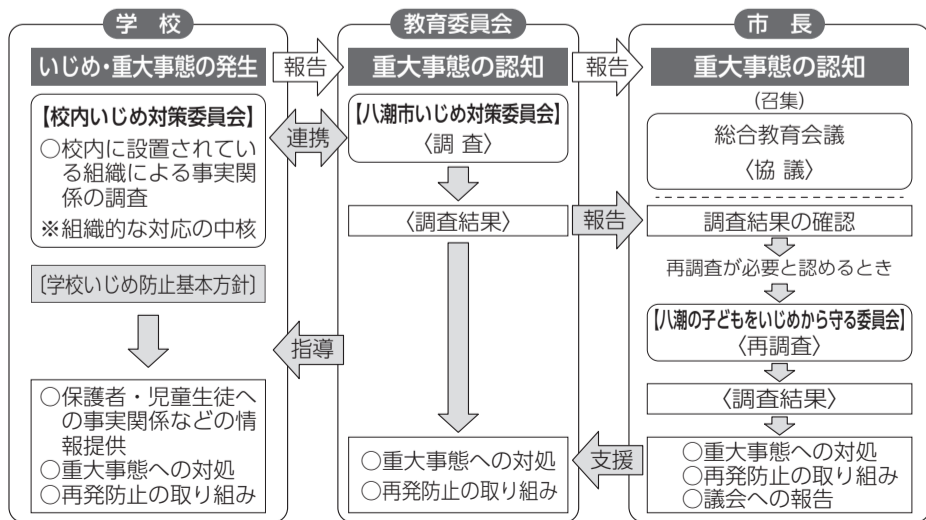 学 校
いじめ・重大事態の発生
【校内いじめ対策委員会】
○校内に設置されてい
る組織による事実関
係の調査
※組織的な対応の中核
〔学校いじめ防止基本方針〕
○保護者・児童生徒へ
の事実関係などの情
報提供
○重大事態への対処
○再発防止の取り組み
報告
連携
指導
教育委員会
重大事態の認知
【八潮市いじめ対策委員会】
〈調 査〉
〈調査結果〉
○重大事態への対処
○再発防止の取り組み
報告
報告
支援
市 長
重大事態の認知
(召集)
総合教育会議
〈協 議〉
調査結果の確認
再調査が必要と認めるとき
【八潮の子どもをいじめから守る委員会】
〈再調査〉
〈調査結果〉
○重大事態への対処
○再発防止の取り組み
○議会への報告